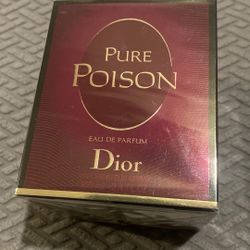 PURE
POISON
EAU DE PARFUM
Dior